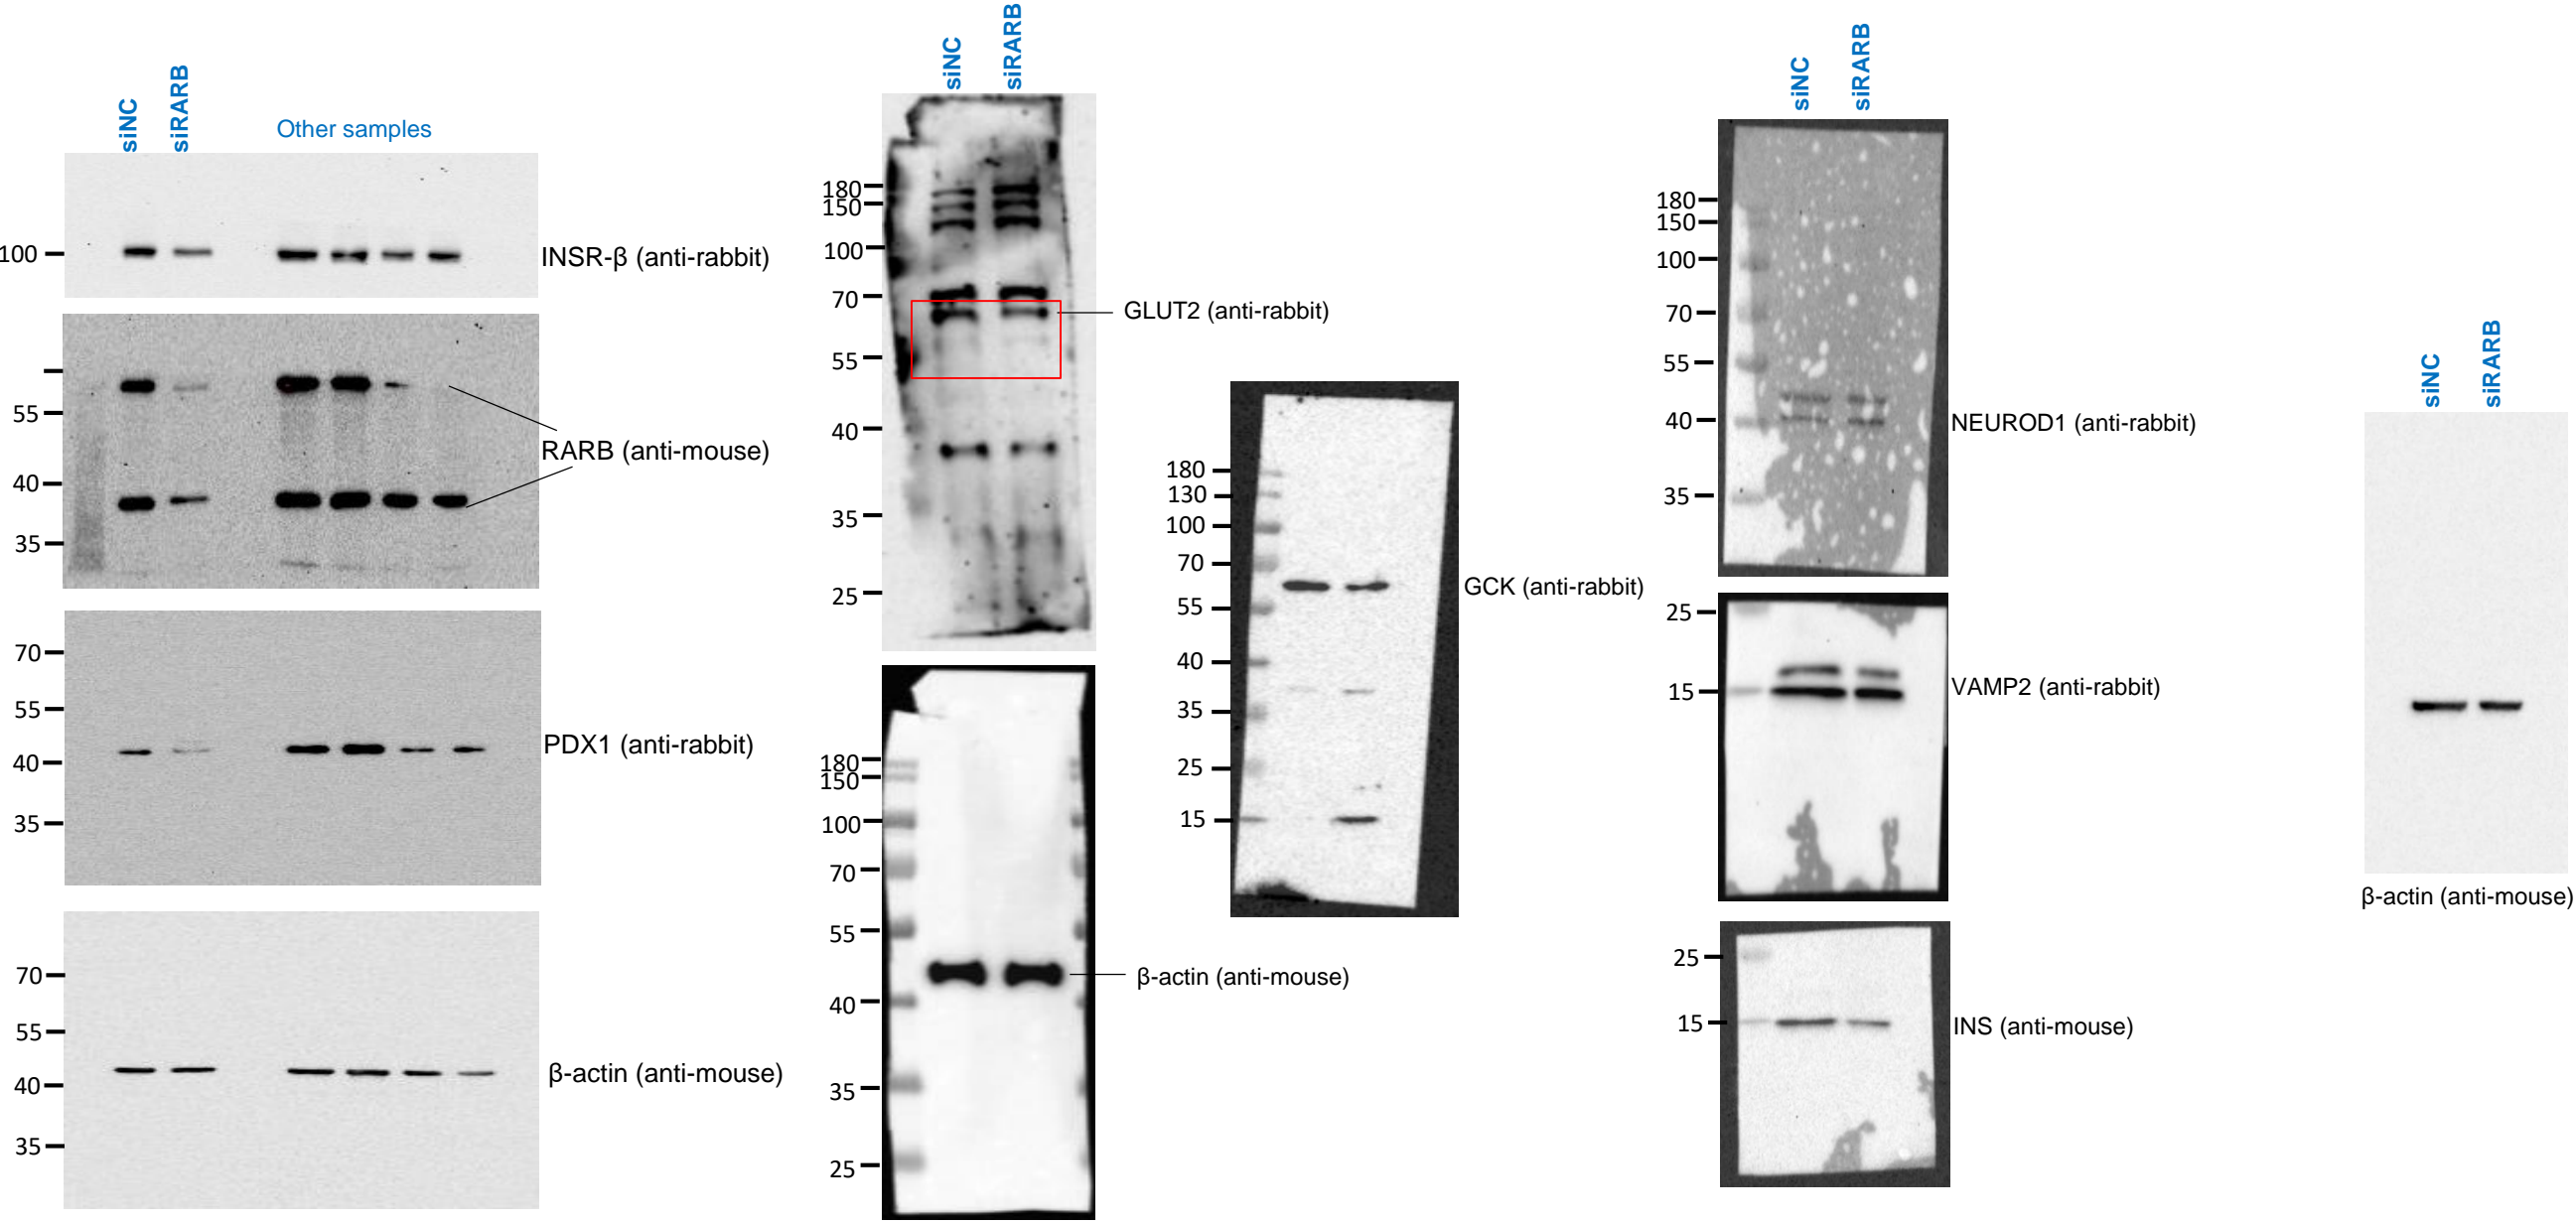 siNC
siRARB
Other samples
100
INSR-β (anti-rabbit)
55
40
35
RARB (anti-mouse)
70
55
40
35
PDX1 (anti-rabbit)
70
55
40
35
β-actin (anti-mouse)
siNC
siRARB
180
150
100
70
55
40
35
25
GLUT2 (anti-rabbit)
180
150
100
70
55
40
35
25
β-actin (anti-mouse)
180
130
100
70
55
40
35
25
15
GCK (anti-rabbit)
siNC
siRARB
180
150
100
70
55
40
35
NEUROD1 (anti-rabbit)
25
15
VAMP2 (anti-rabbit)
25
15
INS (anti-mouse)
siNC
siRARB
β-actin (anti-mouse)